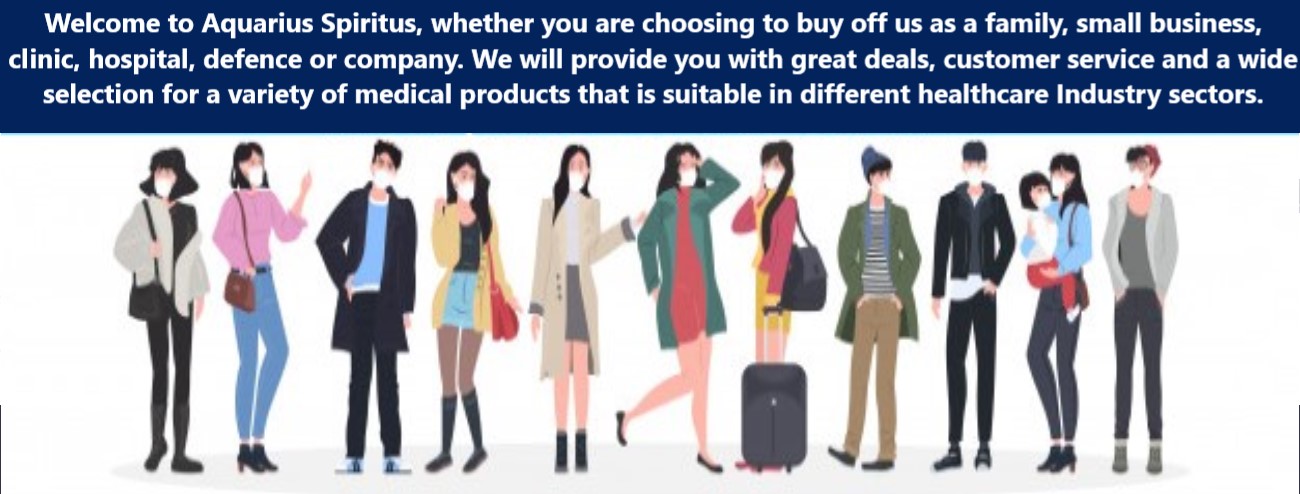 Welcome to Aquarius Spiritus, whether you are choosing to buy off us as a family, small business,
clinic, hospital, defence or company. We will provide you with great deals, customer service and a wide
selection for a variety of medical products that is suitable in different healthcare Industry sectors.